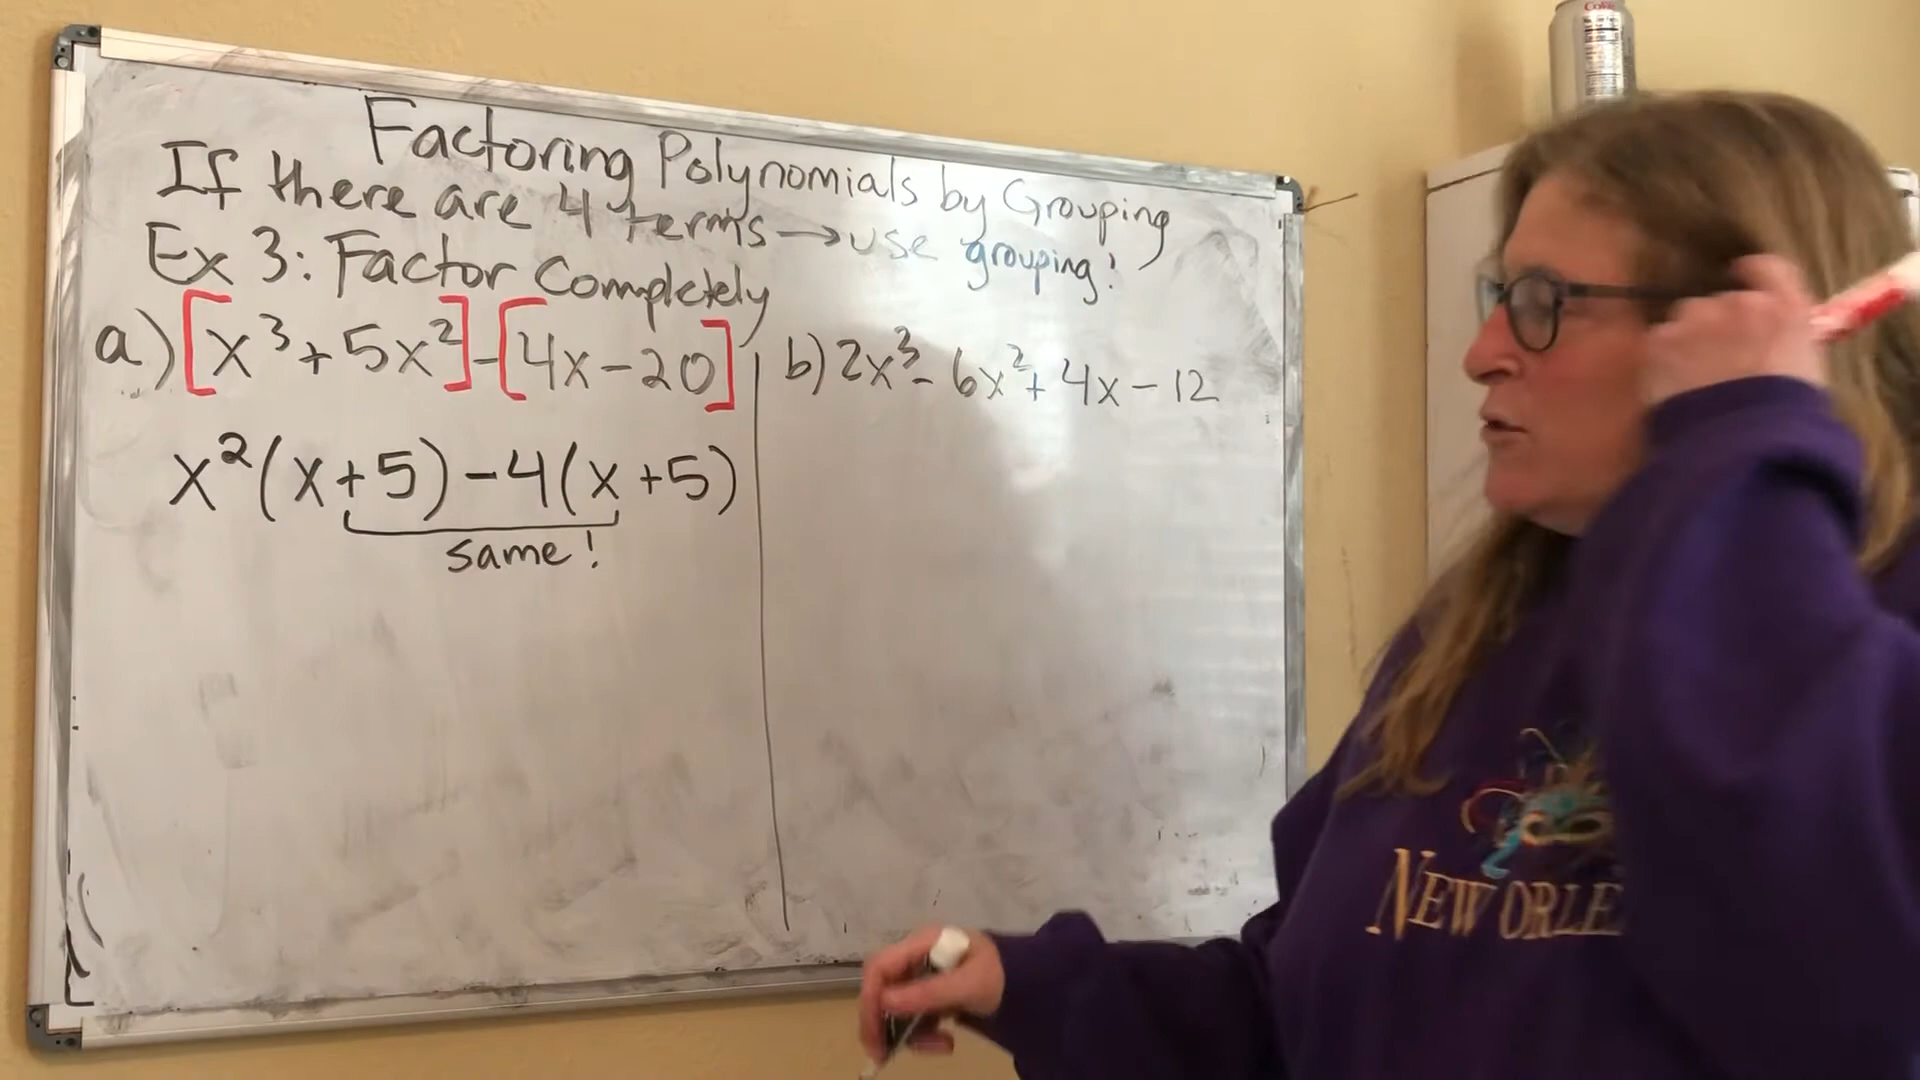 Factoring Polynomials by Grouping
If there are 4 terms → use grouping!
Ex 3: Factor Completely
a) [x³ + 5x²] - [4x - 20]
b) 2x³ - 6x² + 4x - 12
x²(x + 5) - 4(x + 5)
same!
Coke
NEW ORLE